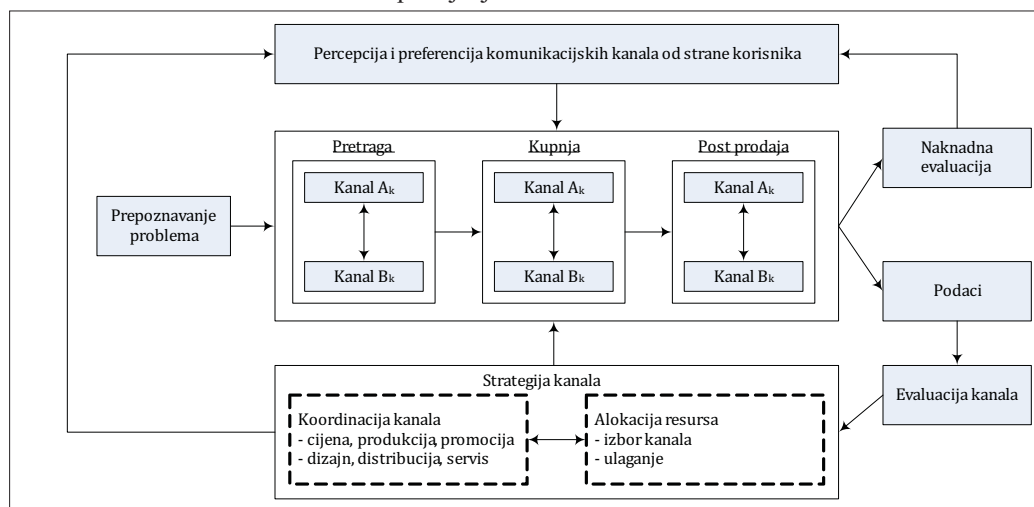 Percepcija i preferencija komunikacijskih kanala od strane korisnika
Pretraga
Kupnja
Post prodaja
Kanal Aₖ
Kanal Aₖ
Kanal Aₖ
Kanal Bₖ
Kanal Bₖ
Kanal Bₖ
Prepoznavanje
problema
Naknadna
evaluacija
Podaci
Evaluacija kanala
Strategija kanala
Koordinacija kanala
- cijena, produkcija, promocija
- dizajn, distribucija, servis
Alokacija resursa
- izbor kanala
- ulaganje